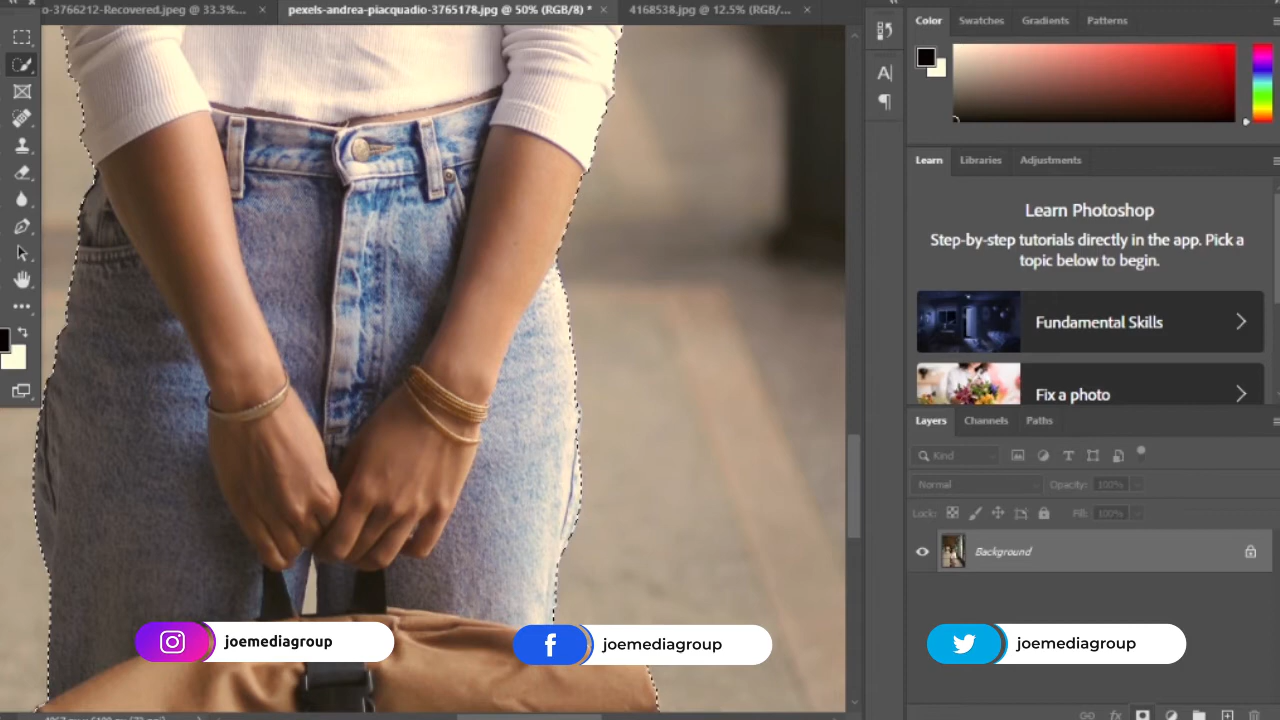 o-3766212-Recovered.jpeg @ 33.3%...
pexels-andrea-piacquadio-3765178.jpg @ 50% (RGB/8) *
4168538.jpg @ 12.5% (RGB/...
Color
Swatches
Gradients
Patterns
Learn
Libraries
Adjustments
Learn Photoshop
Step-by-step tutorials directly in the app. Pick a
topic below to begin.
Fundamental Skills
Fix a photo
Layers
Channels
Paths
Kind
Normal
Opacity: 100%
Lock:
Fill: 100%
Background
joemediagroup
joemediagroup
joemediagroup
fx